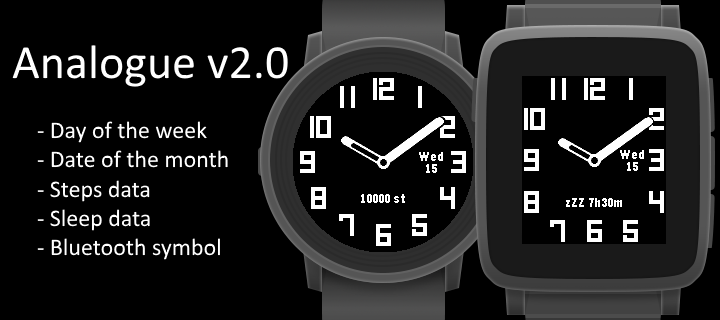 Analogue v2.0
- Day of the week
- Date of the month
- Steps data
- Sleep data
- Bluetooth symbol
11 12 1
10 2
9 Wed 3
15
8 10000 st 4
7 6 5
11 12 1
10 2
9 Wed 3
15
8 zZZ 7h30m 4
7 6 5